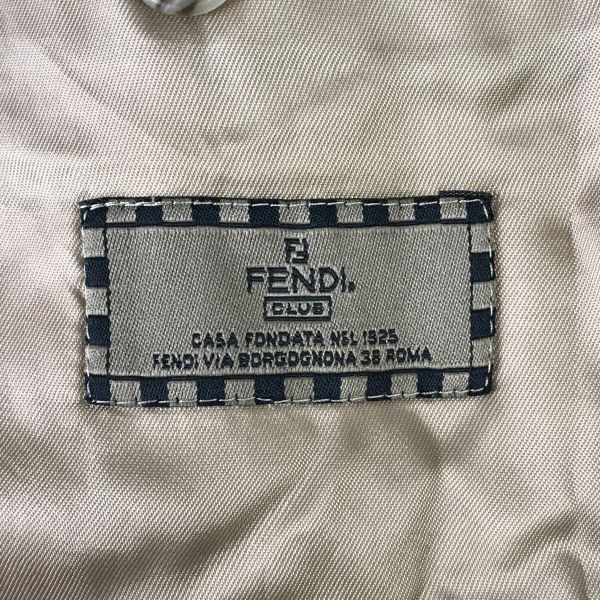 FF
FENDI.
CLUB
CASA FONDATA NEL 1925
FENDI VIA BORGOGNONA 38 ROMA